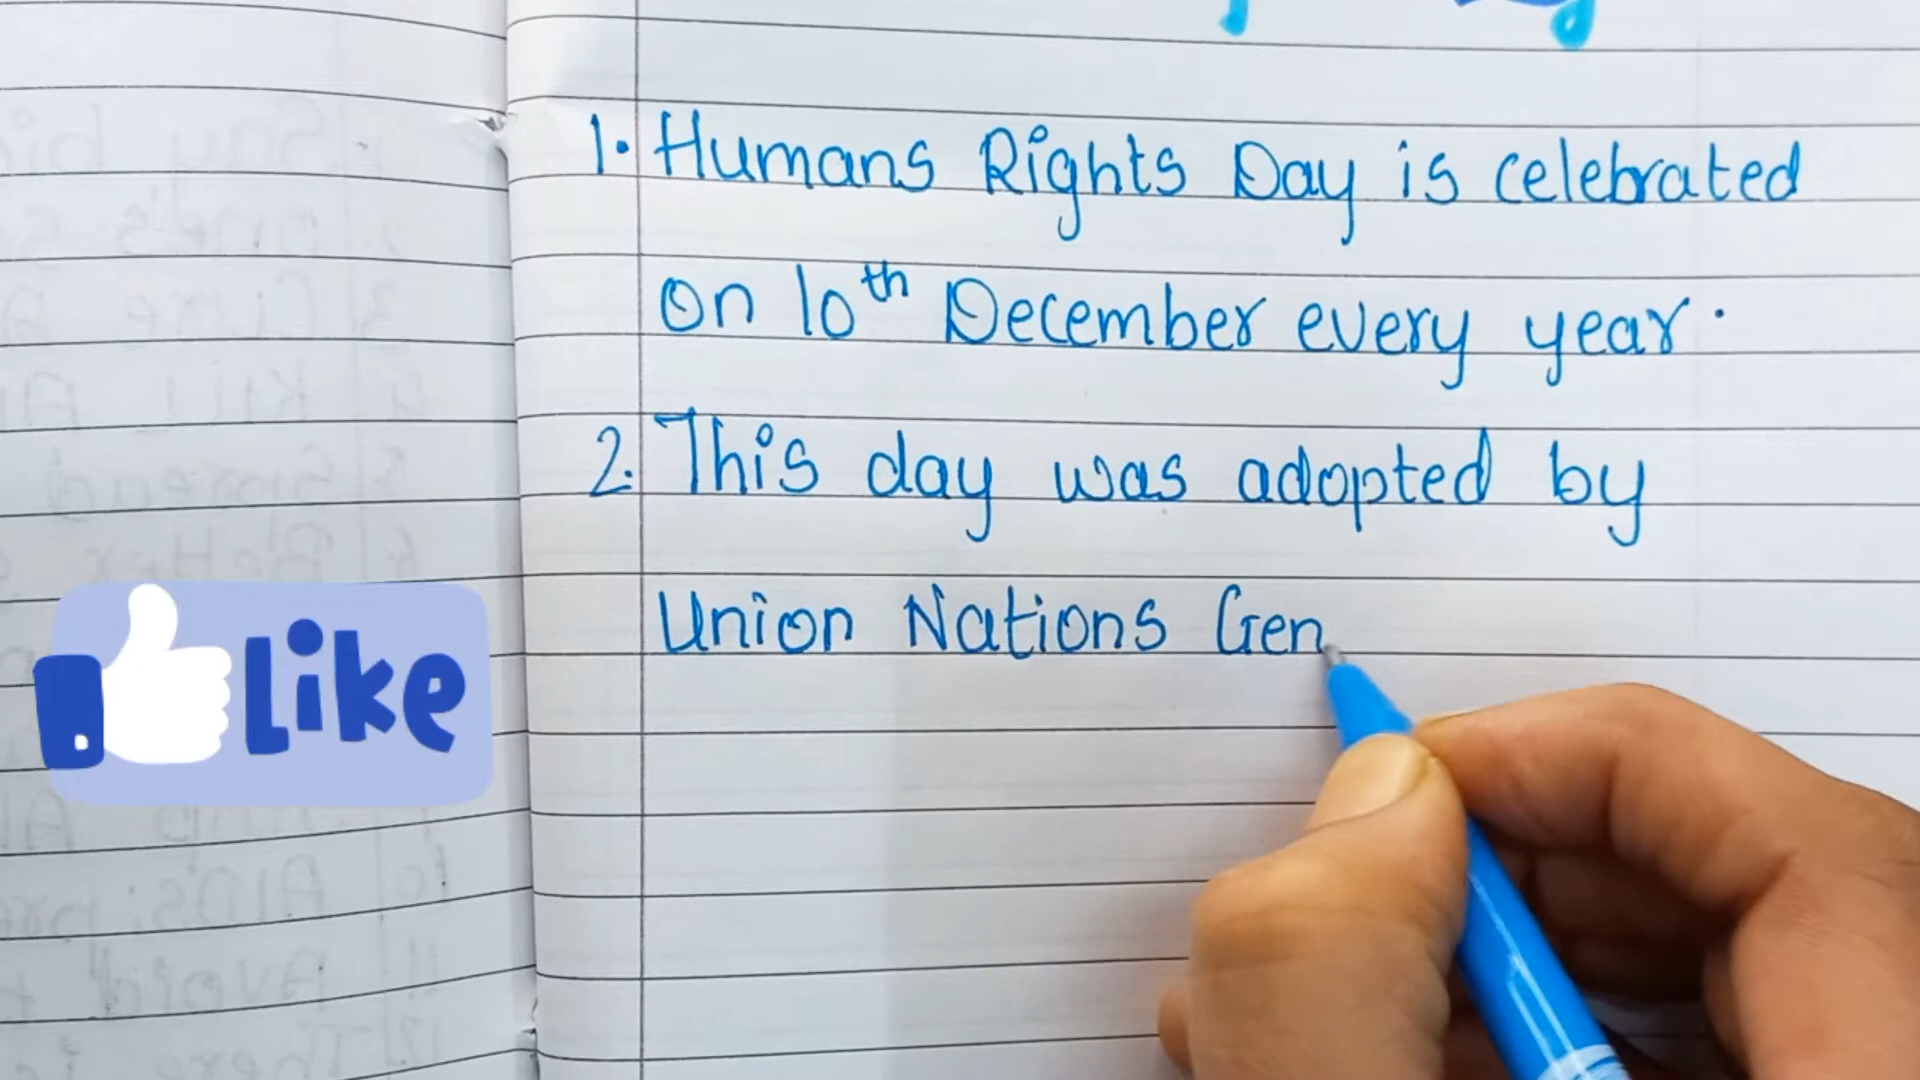 1. Humans Rights Day is celebrated
on 10th December every year.
2. This day was adopted by
Union Nations Gen
Like